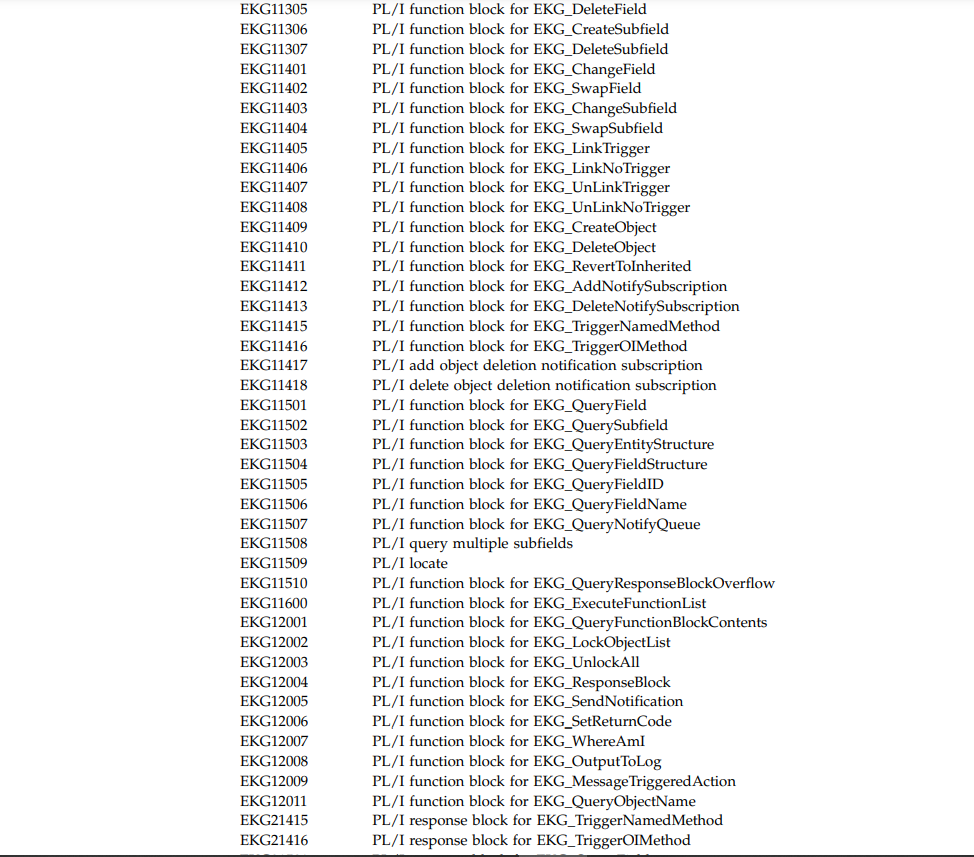 EKG11305 PL/I function block for EKG_DeleteField
EKG11306 PL/I function block for EKG_CreateSubfield
EKG11307 PL/I function block for EKG_DeleteSubfield
EKG11401 PL/I function block for EKG_ChangeField
EKG11402 PL/I function block for EKG_SwapField
EKG11403 PL/I function block for EKG_ChangeSubfield
EKG11404 PL/I function block for EKG_SwapSubfield
EKG11405 PL/I function block for EKG_LinkTrigger
EKG11406 PL/I function block for EKG_LinkNoTrigger
EKG11407 PL/I function block for EKG_UnLinkTrigger
EKG11408 PL/I function block for EKG_UnLinkNoTrigger
EKG11409 PL/I function block for EKG_CreateObject
EKG11410 PL/I function block for EKG_DeleteObject
EKG11411 PL/I function block for EKG_RevertToInherited
EKG11412 PL/I function block for EKG_AddNotifySubscription
EKG11413 PL/I function block for EKG_DeleteNotifySubscription
EKG11415 PL/I function block for EKG_TriggerNamedMethod
EKG11416 PL/I function block for EKG_TriggerOIMethod
EKG11417 PL/I add object deletion notification subscription
EKG11418 PL/I delete object deletion notification subscription
EKG11501 PL/I function block for EKG_QueryField
EKG11502 PL/I function block for EKG_QuerySubfield
EKG11503 PL/I function block for EKG_QueryEntityStructure
EKG11504 PL/I function block for EKG_QueryFieldStructure
EKG11505 PL/I function block for EKG_QueryFieldID
EKG11506 PL/I function block for EKG_QueryFieldName
EKG11507 PL/I function block for EKG_QueryNotifyQueue
EKG11508 PL/I query multiple subfields
EKG11509 PL/I locate
EKG11510 PL/I function block for EKG_QueryResponseBlockOverflow
EKG11600 PL/I function block for EKG_ExecuteFunctionList
EKG12001 PL/I function block for EKG_QueryFunctionBlockContents
EKG12002 PL/I function block for EKG_LockObjectList
EKG12003 PL/I function block for EKG_UnlockAll
EKG12004 PL/I function block for EKG_ResponseBlock
EKG12005 PL/I function block for EKG_SendNotification
EKG12006 PL/I function block for EKG_SetReturnCode
EKG12007 PL/I function block for EKG_WhereAmI
EKG12008 PL/I function block for EKG_OutputToLog
EKG12009 PL/I function block for EKG_MessageTriggeredAction
EKG12011 PL/I function block for EKG_QueryObjectName
EKG21415 PL/I response block for EKG_TriggerNamedMethod
EKG21416 PL/I response block for EKG_TriggerOIMethod